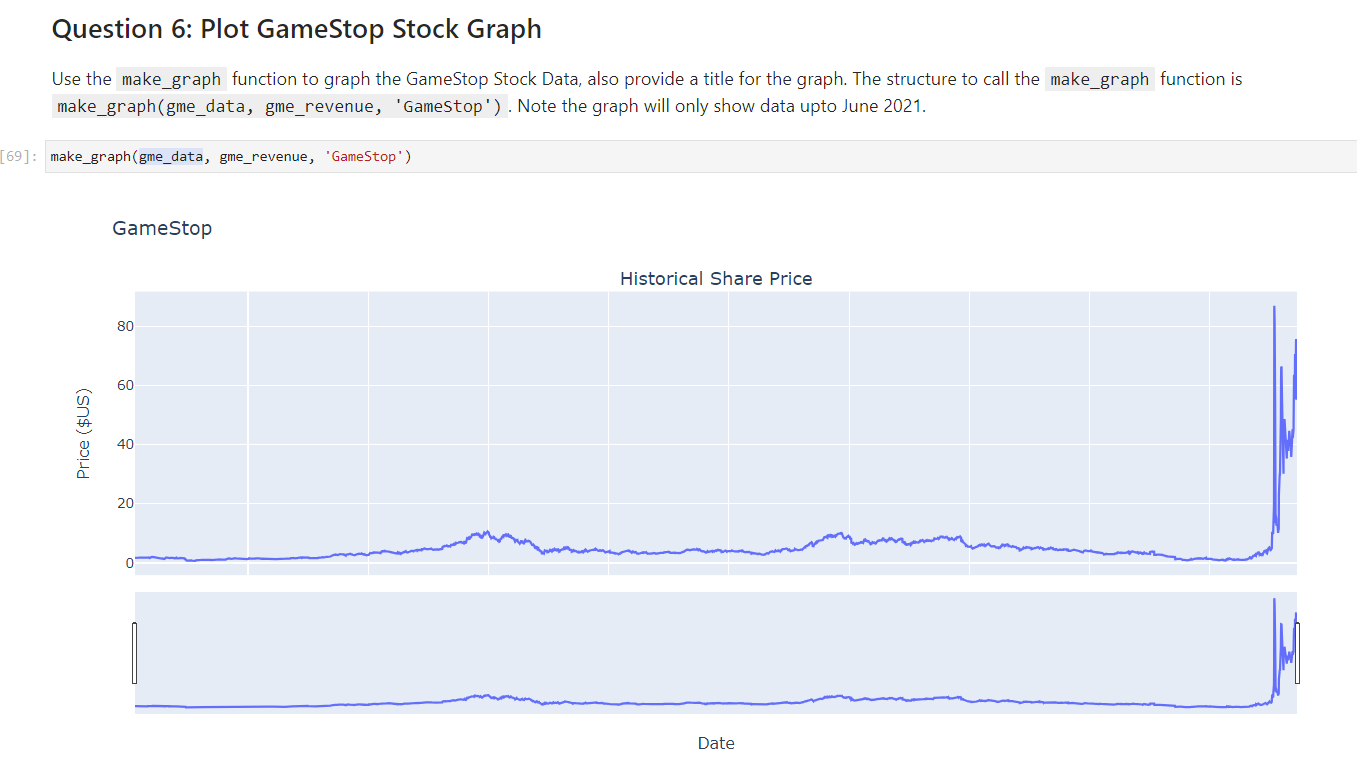 Question 6: Plot GameStop Stock Graph
Use the make_graph function to graph the GameStop Stock Data, also provide a title for the graph. The structure to call the make_graph function is
make_graph(gme_data, gme_revenue, 'GameStop'). Note the graph will only show data upto June 2021.
[69]: make_graph(gme_data, gme_revenue, 'GameStop')
GameStop
Historical Share Price
80
60
40
20
0
Price ($US)
Date